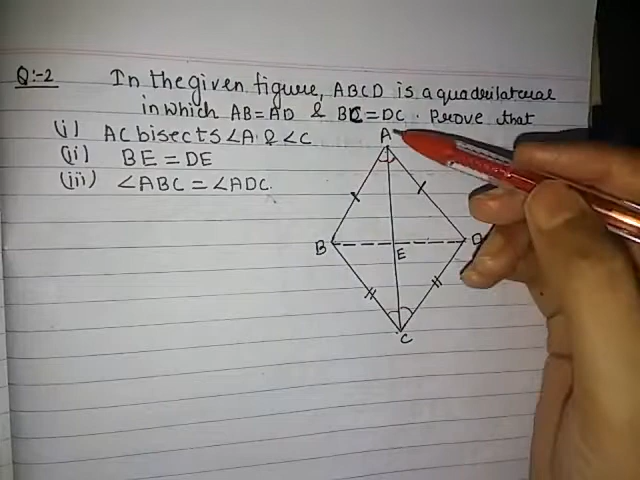 Q:-2 In the given figure, ABCD is a quadrilateral
in which AB=AD & BC=DC. Prove that
(i) AC bisects ∠A & ∠C
(ii) BE = DE
(iii) ∠ABC = ∠ADC.
A
B
D
E
C